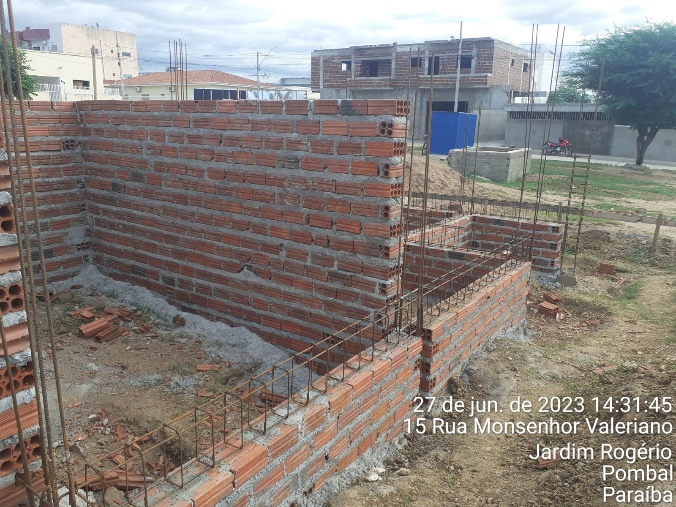 27 de jun. de 2023 14:31:45
15 Rua Monsenhor Valeriano
Jardim Rogério
Pombal
Paraíba